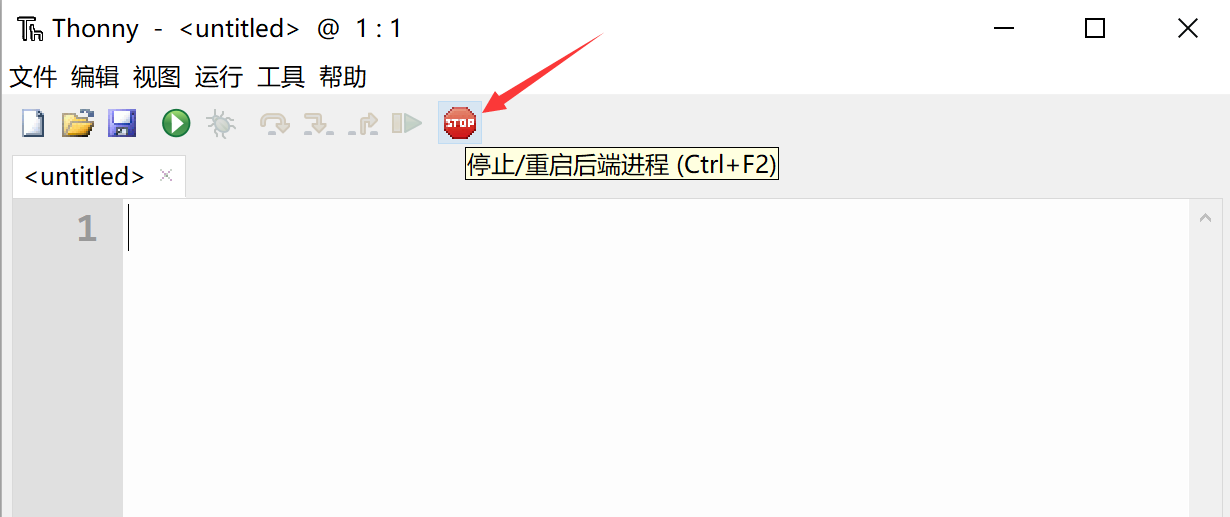 Thonny - <untitled> @ 1 : 1
文件 编辑 视图 运行 工具 帮助
STOP
停止/重启后端进程 (Ctrl+F2)
<untitled>
1